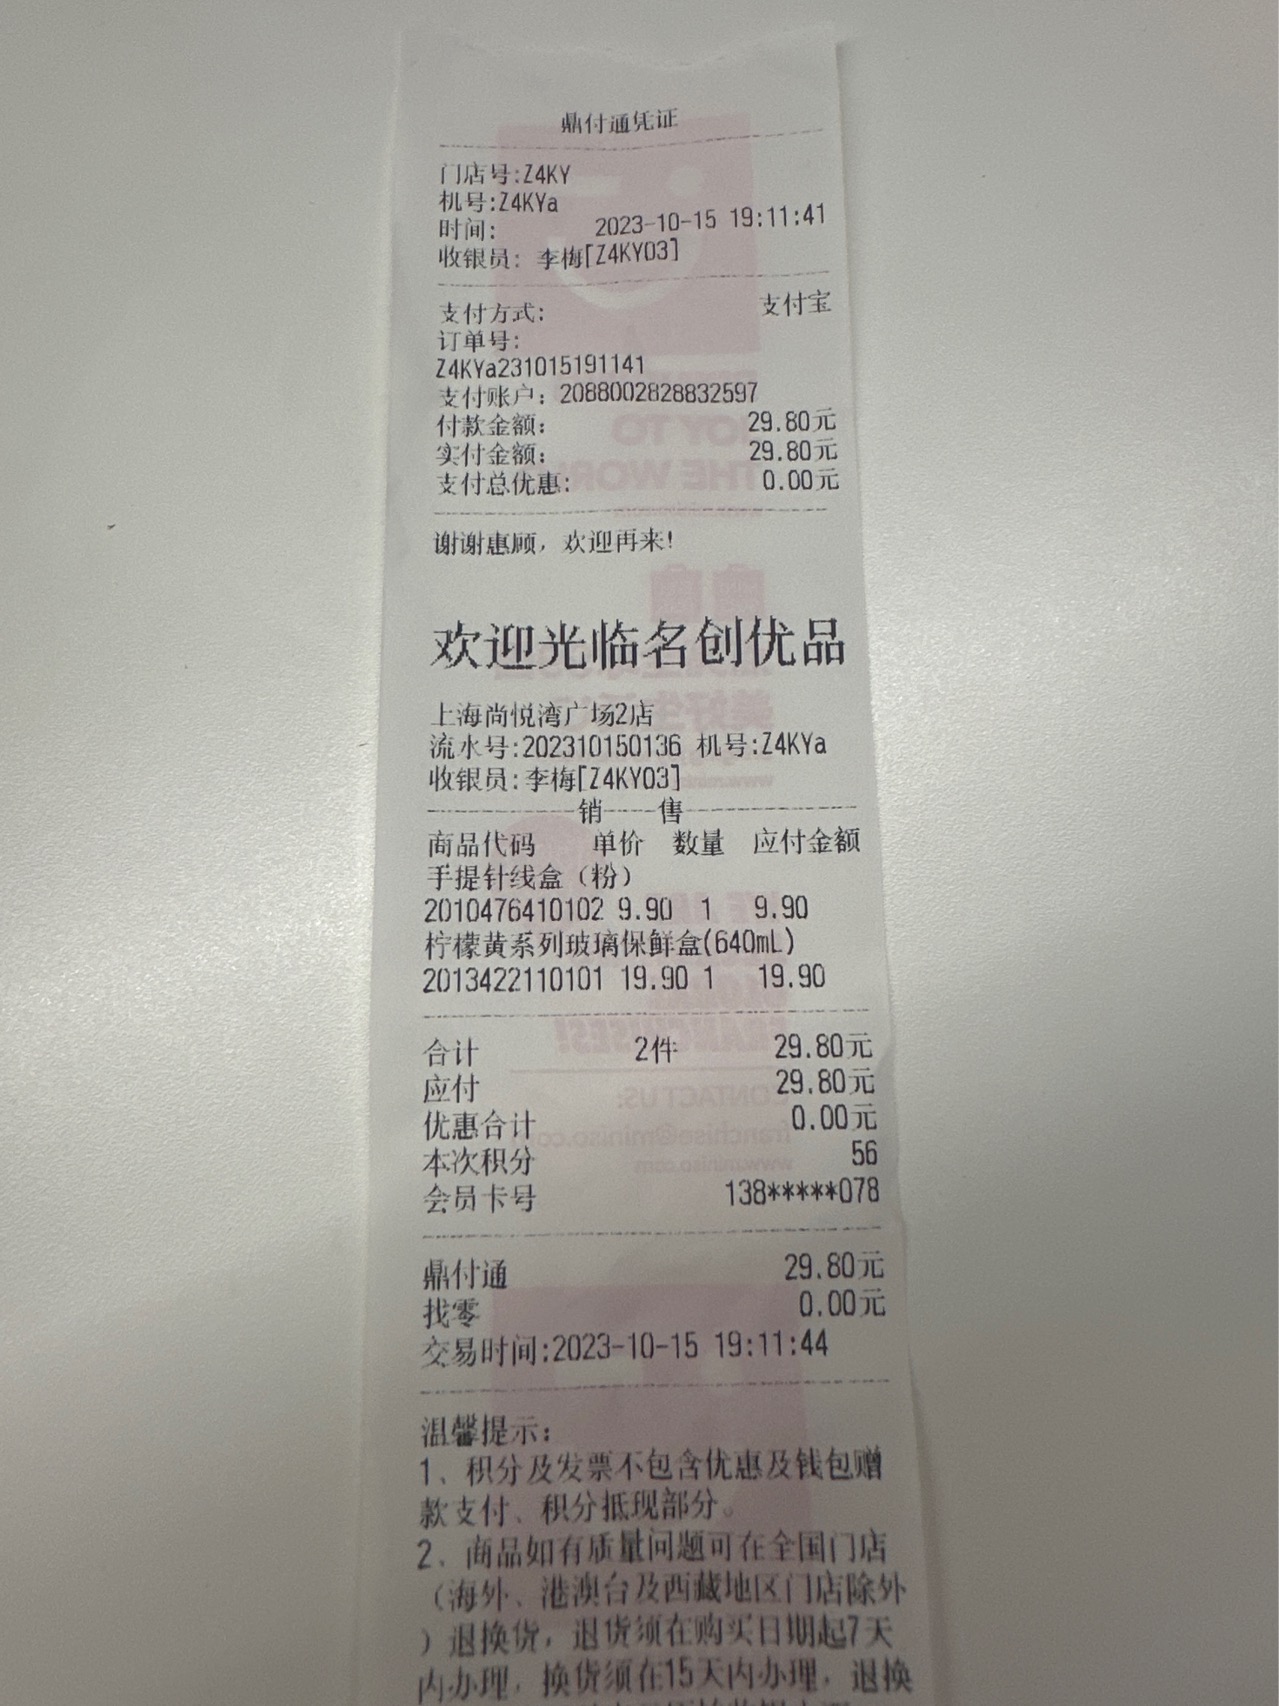 鼎付通凭证
门店号:Z4KY
机号:Z4KYa
时间: 2023-10-15 19:11:41
收银员: 李梅[Z4KY03]
支付方式: 支付宝
订单号:
Z4KYa231015191141
支付账户: 2088002828832597
付款金额: 29.80元
实付金额: 29.80元
支付总优惠: 0.00元
谢谢惠顾, 欢迎再来!
欢迎光临名创优品
上海尚悦湾广场2店
流水号:202310150136 机号:Z4KYa
收银员:李梅[Z4KY03]
销 售
商品代码 单价 数量 应付金额
手提针线盒（粉）
2010476410102 9.90 1 9.90
柠檬黄系列玻璃保鲜盒(640mL)
2013422110101 19.90 1 19.90
合计 2件 29.80元
应付 29.80元
优惠合计 0.00元
本次积分 56
会员卡号 138*****078
鼎付通 29.80元
找零 0.00元
交易时间:2023-10-15 19:11:44
温馨提示:
1、积分及发票不包含优惠及钱包赠
款支付、积分抵现部分。
2、商品如有质量问题可在全国门店
（海外、港澳台及西藏地区门店除外
）退换货，退货须在购买日期起7天
内办理，换货须在15天内办理，退换